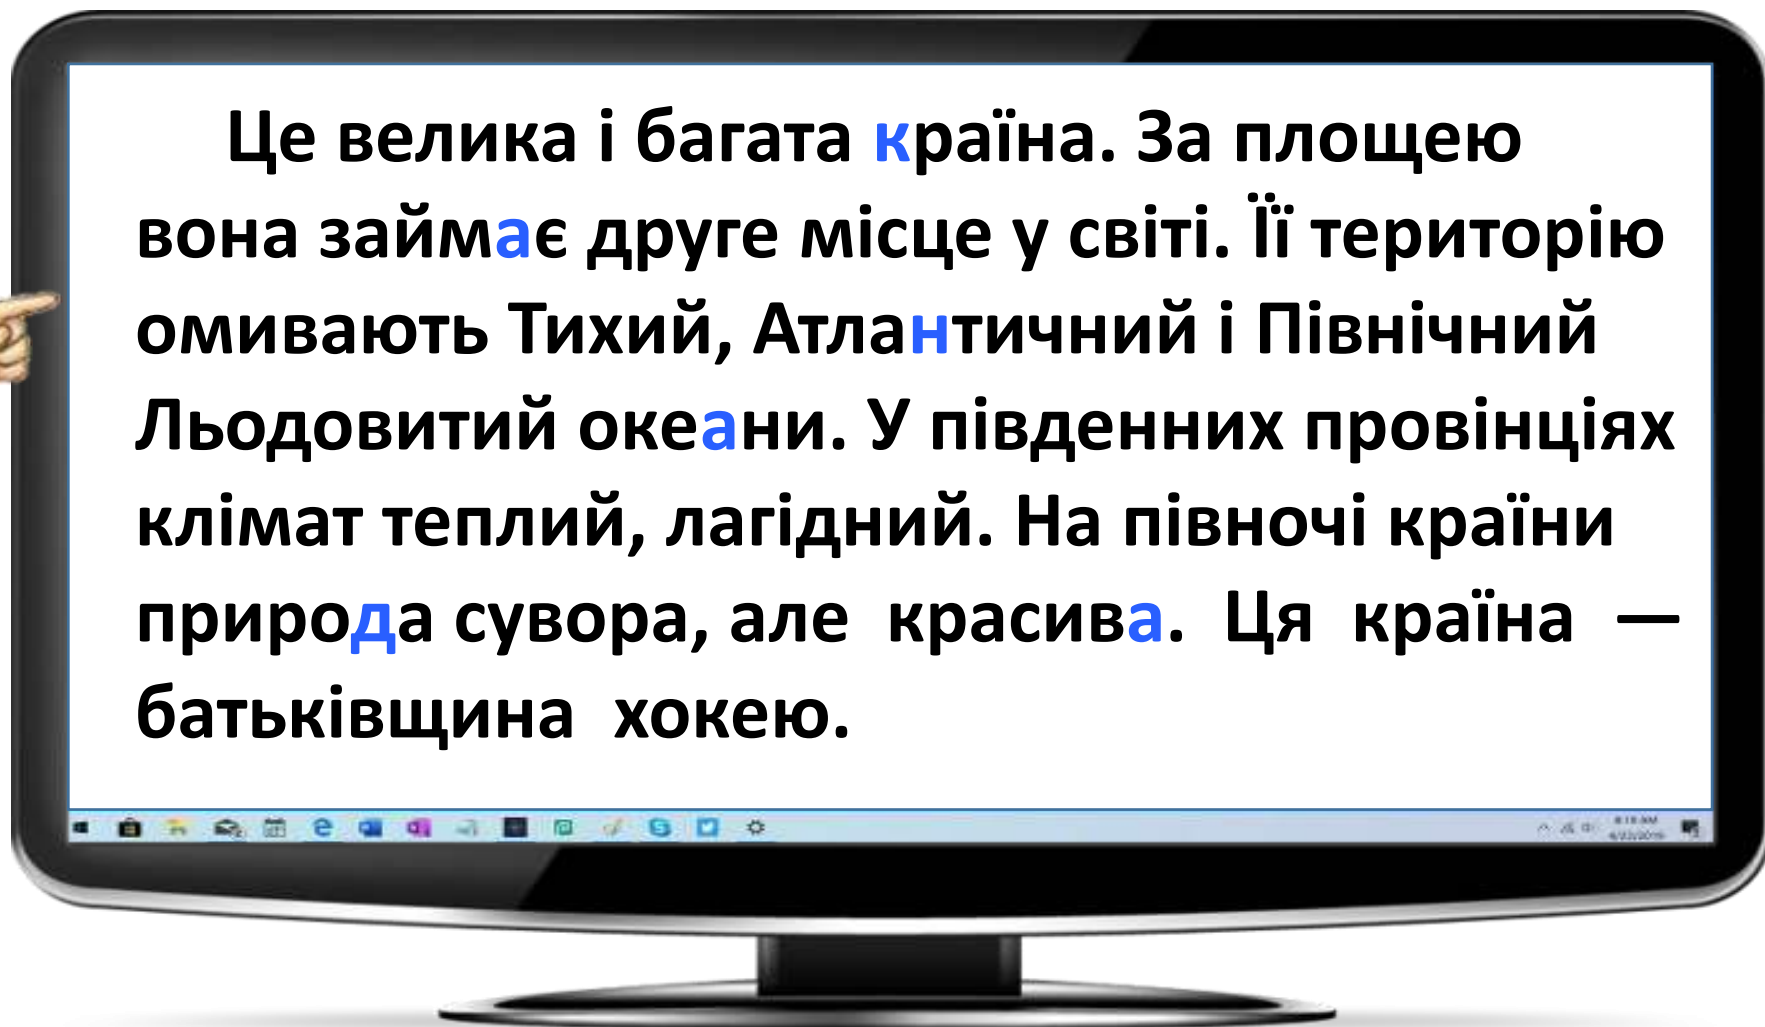 Це велика і багата країна. За площею
вона займає друге місце у світі. Її територію
омивають Тихий, Атлантичний і Північний
Льодовитий океани. У південних провінціях
клімат теплий, лагідний. На півночі країни
природа сувора, але красива. Ця країна —
батьківщина хокею.